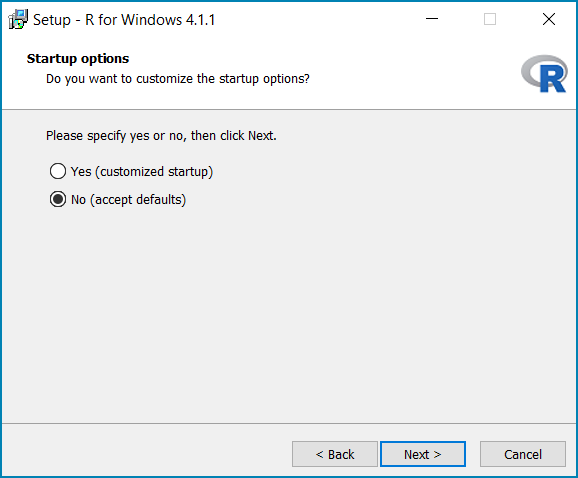 Setup - R for Windows 4.1.1
Startup options
Do you want to customize the startup options?
R
Please specify yes or no, then click Next.
Yes (customized startup)
No (accept defaults)
< Back
Next >
Cancel